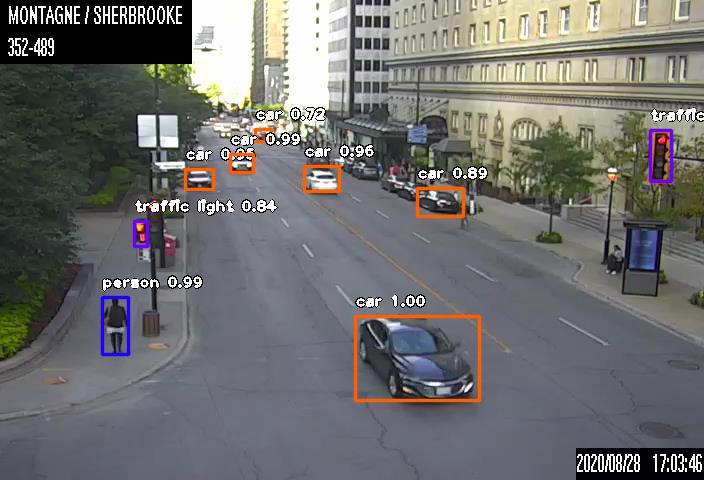 MONTAGNE / SHERBROOKE
352-489
traffic
car 0.72
car 0.99
car 0.96
car 0.89
traffic light 0.84
person 0.99
car 1.00
2020/08/28 17:03:46